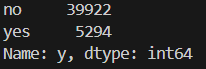 no     39922
yes     5294
Name: y, dtype: int64